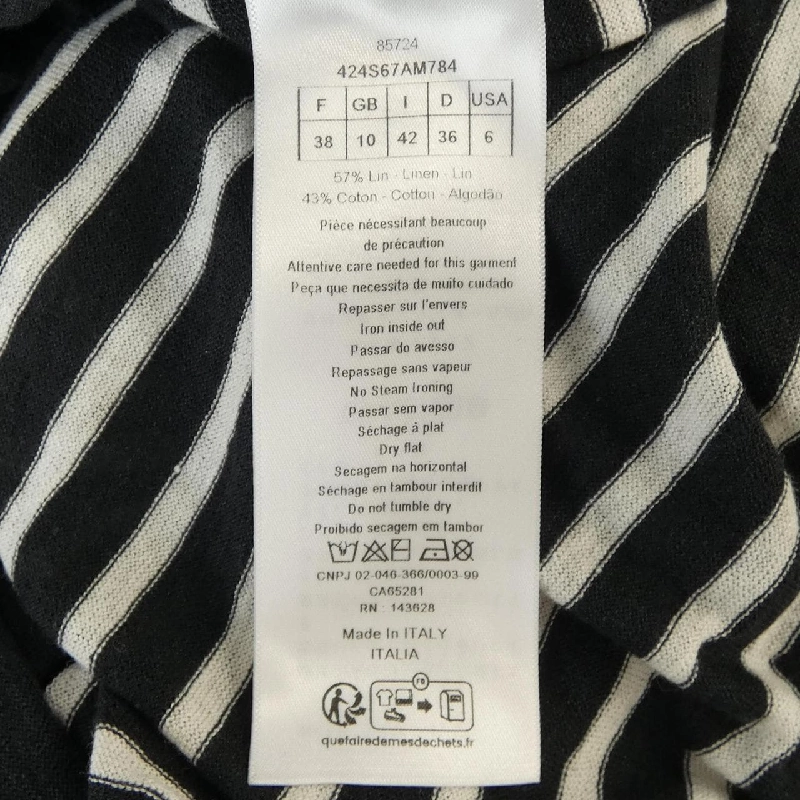 85724
424S67AM784
F GB I D USA
38 10 42 36 6
57% Lin - Linen - Lin
43% Coton - Cotton - Algodão
Pièce nécessitant beaucoup
de précaution
Attentive care needed for this garment
Peça que necessita de muito cuidado
Repasser sur l'envers
Iron inside out
Passar do avesso
Repassage sans vapeur
No Steam Ironing
Passar sem vapor
Séchage à plat
Dry flat
Secagem na horizontal
Séchage en tambour interdit
Do not tumble dry
Proibido secagem em tambor
CNPJ 02-046-366/0003-99
CA65281
RN : 143628
Made In ITALY
ITALIA
FR
quefairedemesdechets.fr